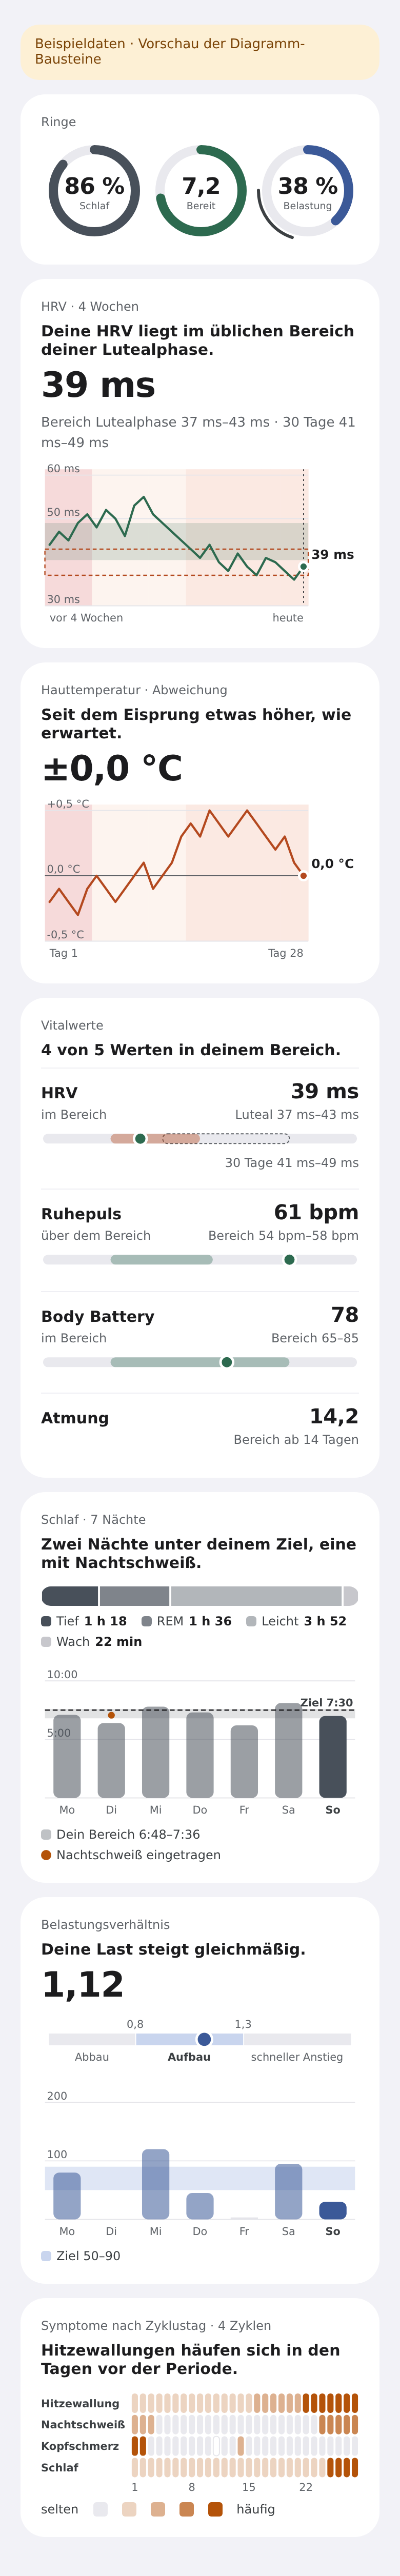 Beispieldaten · Vorschau der Diagramm-
Bausteine
Ringe
86 % 7,2 38 %
Schlaf Bereit Belastung
HRV · 4 Wochen
Deine HRV liegt im üblichen Bereich
deiner Lutealphase.
39 ms
Bereich Lutealphase 37 ms–43 ms · 30 Tage 41
ms–49 ms
60 ms
50 ms
39 ms
30 ms
vor 4 Wochen heute
Hauttemperatur · Abweichung
Seit dem Eisprung etwas höher, wie
erwartet.
±0,0 °C
+0,5 °C
0,0 °C
0,0 °C
-0,5 °C
Tag 1 Tag 28
Vitalwerte
4 von 5 Werten in deinem Bereich.
HRV 39 ms
im Bereich Luteal 37 ms–43 ms
30 Tage 41 ms–49 ms
Ruhepuls 61 bpm
über dem Bereich Bereich 54 bpm–58 bpm
Body Battery 78
im Bereich Bereich 65–85
Atmung 14,2
Bereich ab 14 Tagen
Schlaf · 7 Nächte
Zwei Nächte unter deinem Ziel, eine
mit Nachtschweiß.
Tief 1 h 18 REM 1 h 36 Leicht 3 h 52
Wach 22 min
10:00
Ziel 7:30
5:00
Mo Di Mi Do Fr Sa So
Dein Bereich 6:48–7:36
Nachtschweiß eingetragen
Belastungsverhältnis
Deine Last steigt gleichmäßig.
1,12
0,8 1,3
Abbau Aufbau schneller Anstieg
200
100
Mo Di Mi Do Fr Sa So
Ziel 50–90
Symptome nach Zyklustag · 4 Zyklen
Hitzewallungen häufen sich in den
Tagen vor der Periode.
Hitzewallung
Nachtschweiß
Kopfschmerz
Schlaf
1 8 15 22
selten häufig